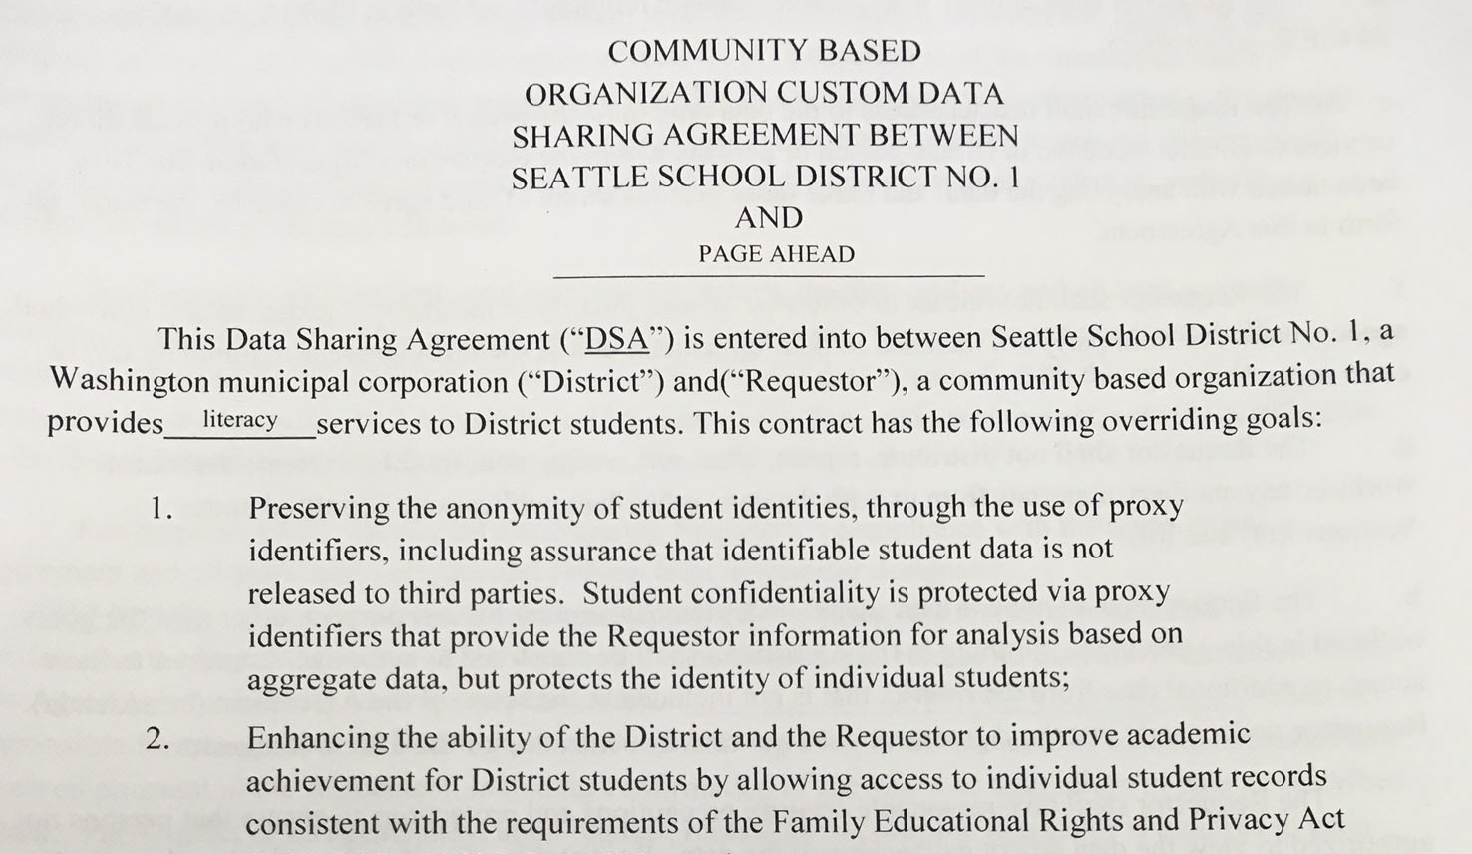 COMMUNITY BASED
ORGANIZATION CUSTOM DATA
SHARING AGREEMENT BETWEEN
SEATTLE SCHOOL DISTRICT NO. 1
AND
PAGE AHEAD
This Data Sharing Agreement (“DSA”) is entered into between Seattle School District No. 1, a
Washington municipal corporation (“District”) and(“Requestor”), a community based organization that
provides literacy services to District students. This contract has the following overriding goals:
1. Preserving the anonymity of student identities, through the use of proxy
identifiers, including assurance that identifiable student data is not
released to third parties. Student confidentiality is protected via proxy
identifiers that provide the Requestor information for analysis based on
aggregate data, but protects the identity of individual students;
2. Enhancing the ability of the District and the Requestor to improve academic
achievement for District students by allowing access to individual student records
consistent with the requirements of the Family Educational Rights and Privacy Act